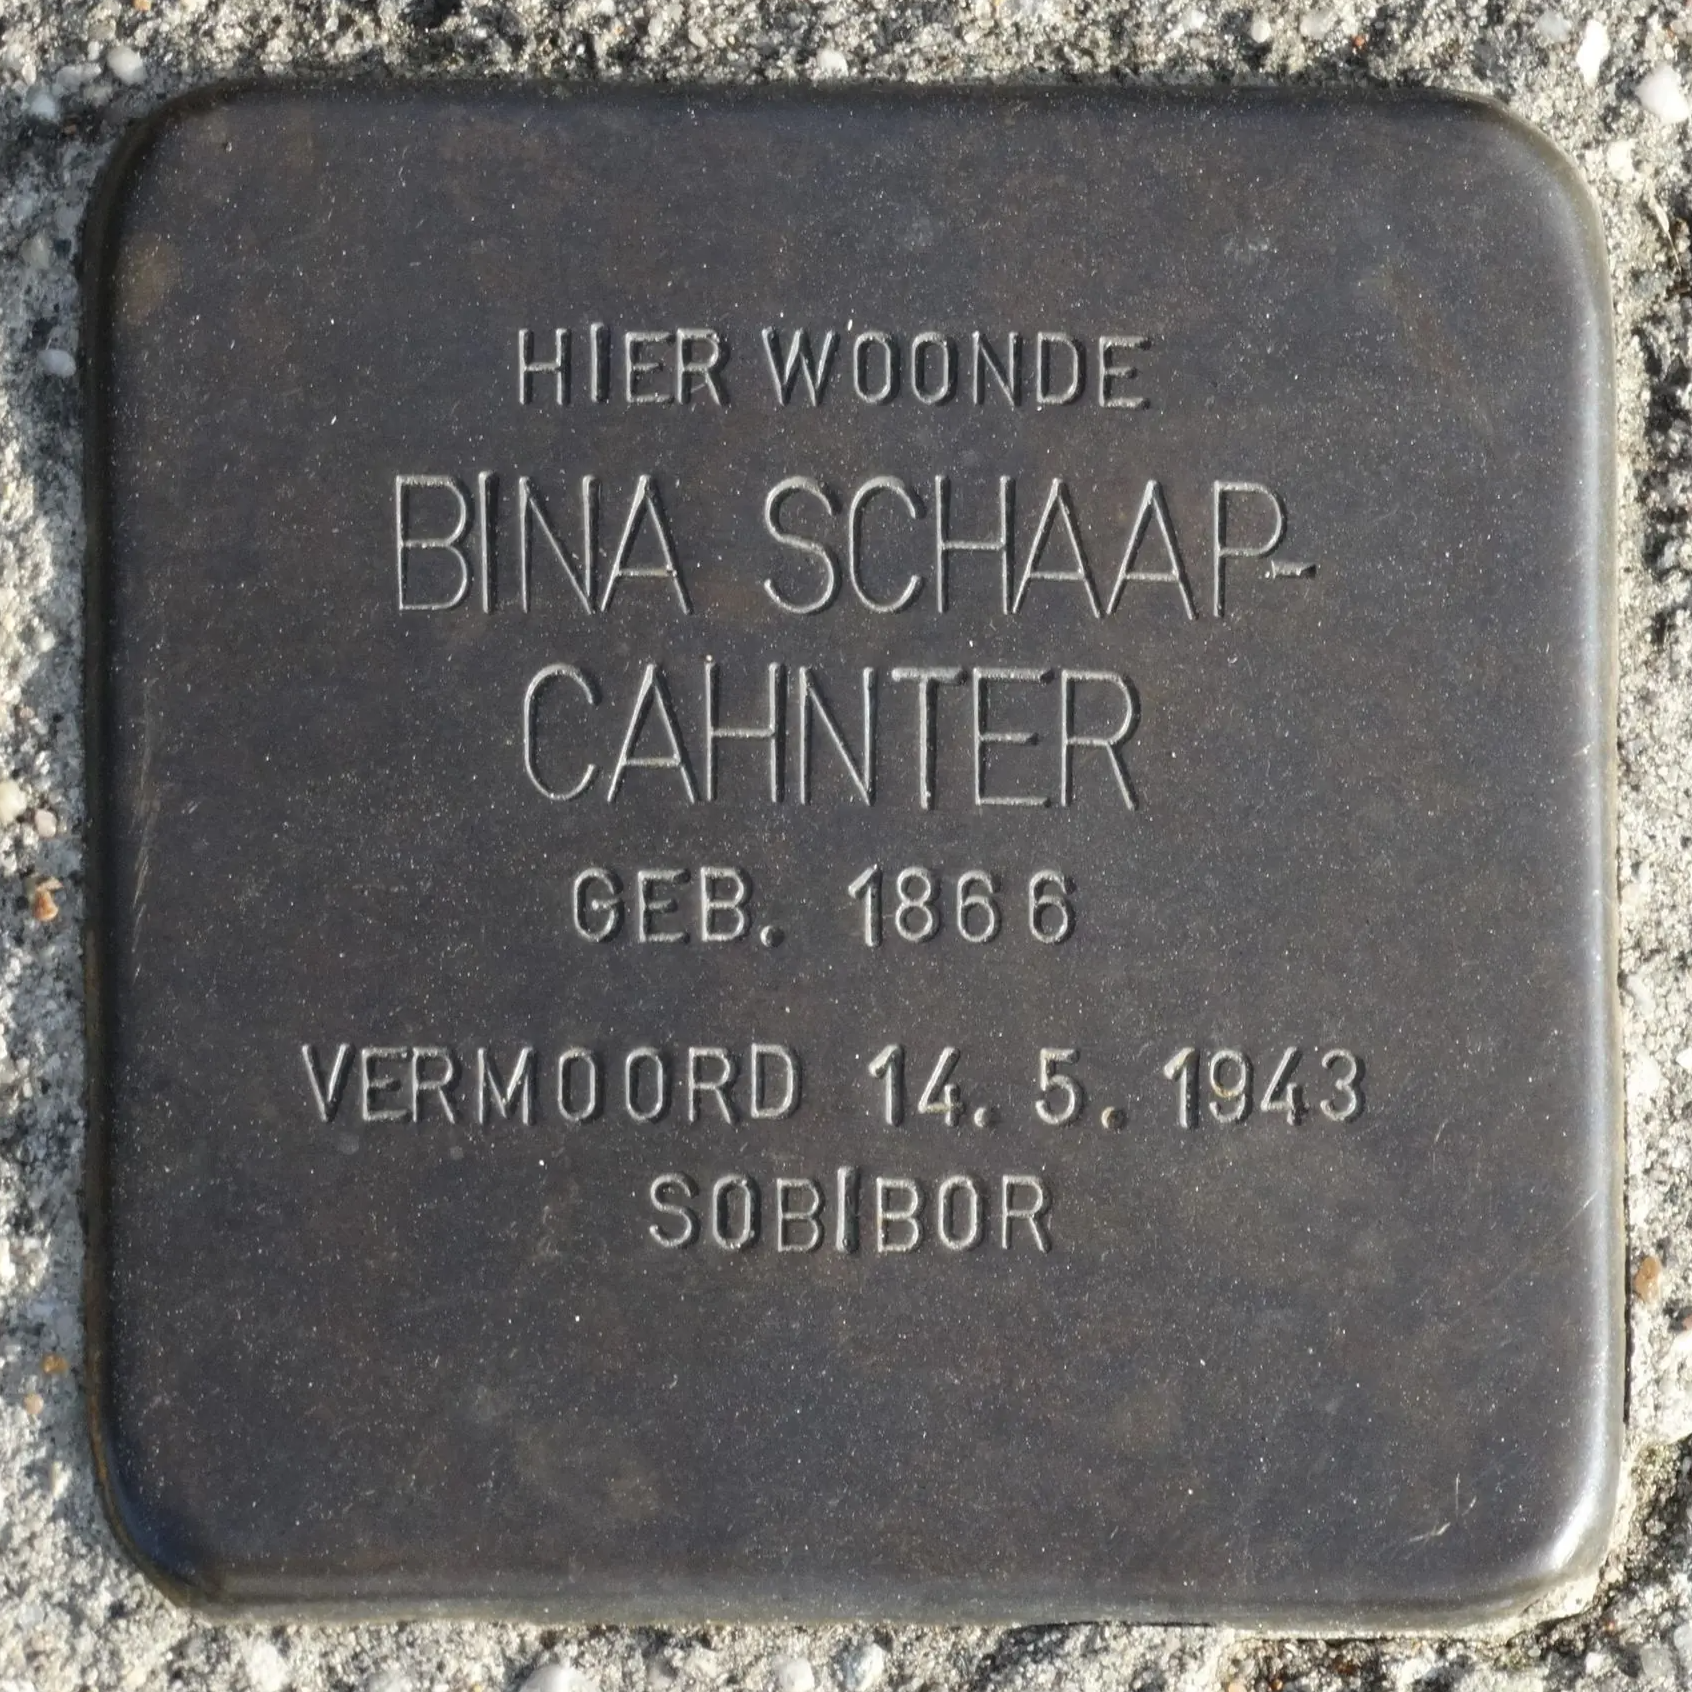 HIER WOONDE
BINA SCHAAP-
CAHNTER
GEB. 1866
VERMOORD 14.5.1943
SOBIBOR